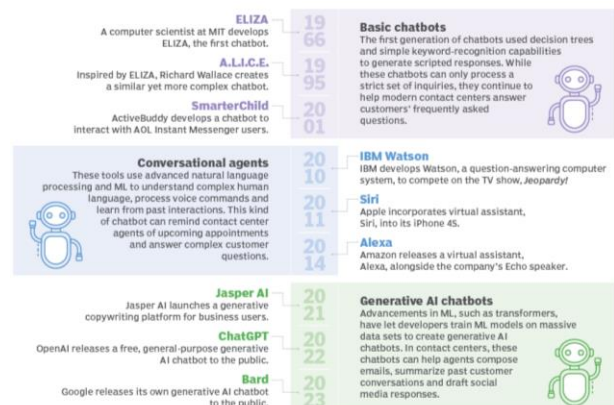 ELIZA
A computer scientist at MIT develops
ELIZA, the first chatbot.
19
66
A.L.I.C.E.
Inspired by ELIZA, Richard Wallace creates
a similar yet more complex chatbot.
19
95
SmarterChild
ActiveBuddy develops a chatbot to
interact with AOL Instant Messenger users.
20
01
Basic chatbots
The first generation of chatbots used decision trees
and simple keyword-recognition capabilities
to generate scripted responses. While
these chatbots can only process a
strict set of inquiries, they continue to
help modern contact centers answer
customers' frequently asked
questions.
Conversational agents
These tools use advanced natural language
processing and ML to understand complex human
language, process voice commands and
learn from past interactions. This kind
of chatbot can remind contact center
agents of upcoming appointments
and answer complex customer
questions.
20
10
IBM Watson
IBM develops Watson, a question-answering computer
system, to compete on the TV show, Jeopardy!
20
11
Siri
Apple incorporates virtual assistant,
Siri, into its iPhone 4S.
20
14
Alexa
Amazon releases a virtual assistant,
Alexa, alongside the company's Echo speaker.
Jasper AI
Jasper AI launches a generative
copywriting platform for business users.
20
21
ChatGPT
OpenAI releases a free, general-purpose generative
AI chatbot to the public.
20
22
Bard
Google releases its own generative AI chatbot
to the public.
20
23
Generative AI chatbots
Advancements in ML, such as transformers,
have let developers train ML models on massive
data sets to create generative AI
chatbots. In contact centers, these
chatbots can help agents compose
emails, summarize past customer
conversations and draft social
media responses.